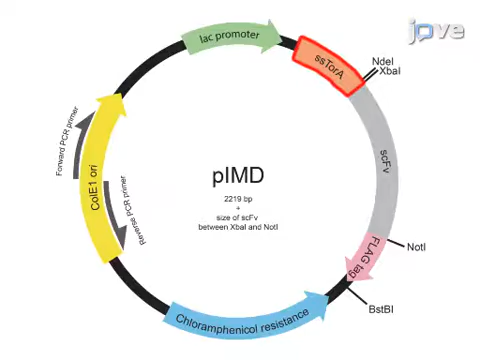 jove
lac promoter
ssTorA
NdeI
XbaI
scFv
NotI
FLAG tag
BstBI
Chloramphenicol resistance
ColE1 ori
Forward PCR primer
Reverse PCR primer
pIMD
2219 bp
+
size of scFv
between XbaI and NotI